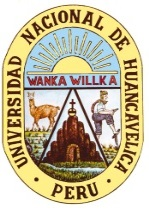 UNIVERSIDAD NACIONAL DE HUANCAVELICA
WANKA WILLKA
· PERU ·